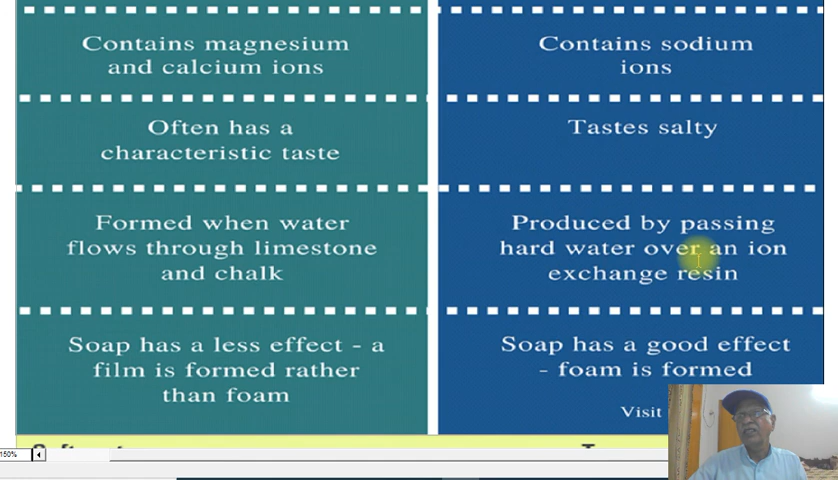 Contains magnesium
and calcium ions
Contains sodium
ions
Often has a
characteristic taste
Tastes salty
Formed when water
flows through limestone
and chalk
Produced by passing
hard water over an ion
exchange resin
Soap has a less effect - a
film is formed rather
than foam
Soap has a good effect
- foam is formed
Visit
150%